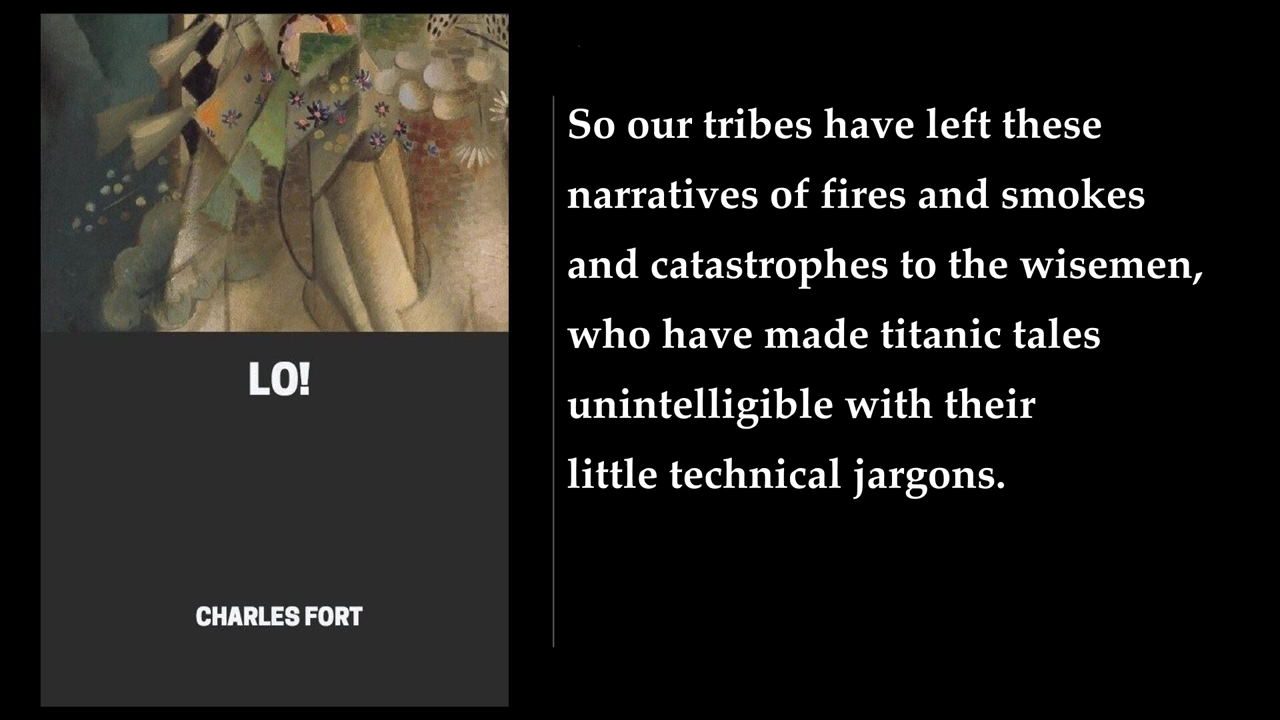 LO!
CHARLES FORT
So our tribes have left these
narratives of fires and smokes
and catastrophes to the wisemen,
who have made titanic tales
unintelligible with their
little technical jargons.